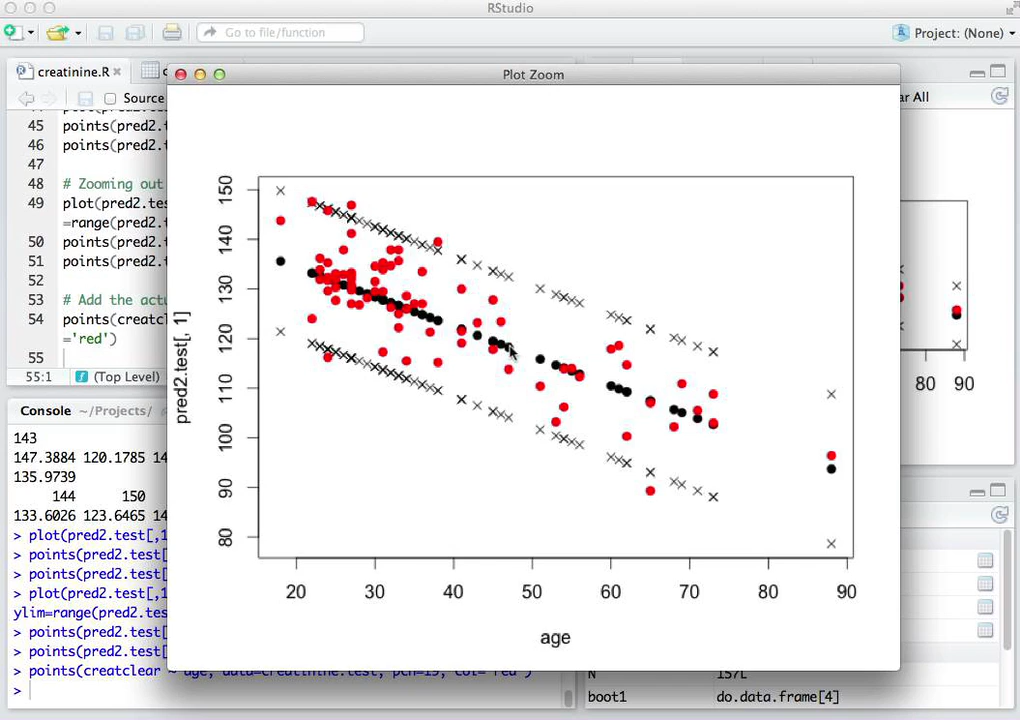 RStudio
Go to file/function
Project: (None)
creatinine.R
Plot Zoom
Source
ar All
45 points(pred2.t
46 points(pred2.t
47
48 # Zooming out
49 plot(pred2.tes
=range(pred2.t
50 points(pred2.t
51 points(pred2.t
52
53 # Add the actu
54 points(creatcl
='red')
55
55:1 (Top Level)
Console ~/Projects/
143
147.3884 120.1785 14
135.9739
144 150
133.6026 123.6465 14
> plot(pred2.test[,1
> points(pred2.test[
> points(pred2.test[
> plot(pred2.test[,1
ylim=range(pred2.tes
> points(pred2.test[
> points(pred2.test[
> points(creatclear ~ age, data=creatinine.test, pch=19, col='red')
>
pred2.test[, 1]
150
140
130
120
110
100
90
80
20 30 40 50 60 70 80 90
age
80 90
N 157L
boot1 do.data.frame[4]